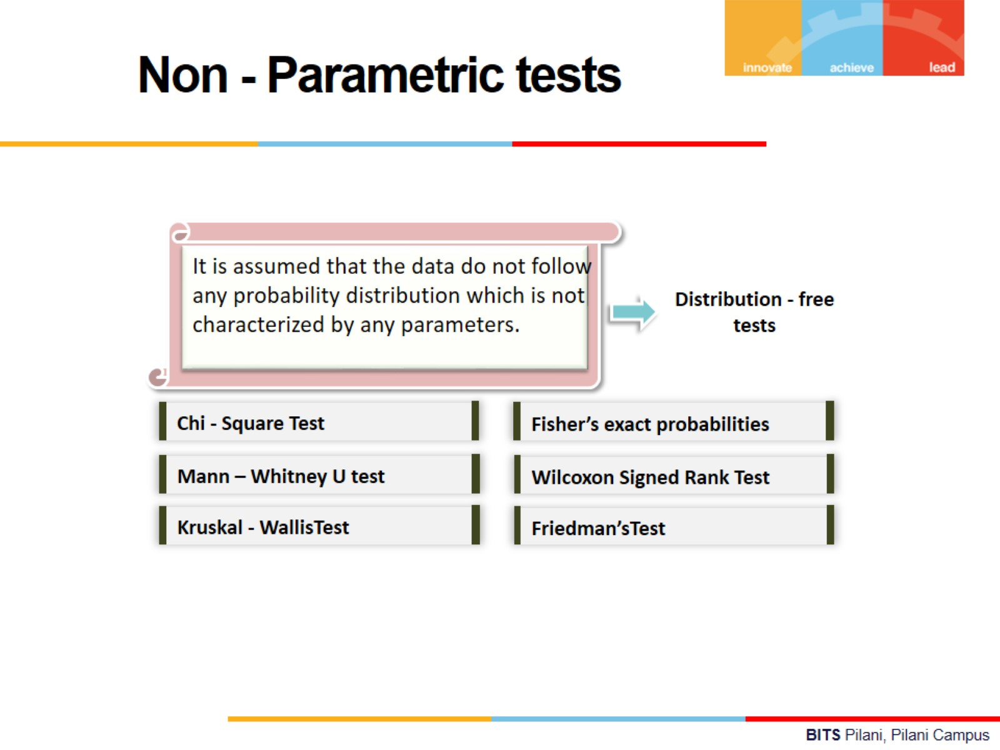 innovate achieve lead
Non - Parametric tests
It is assumed that the data do not follow
any probability distribution which is not
characterized by any parameters.
Distribution - free
tests
Chi - Square Test
Fisher’s exact probabilities
Mann – Whitney U test
Wilcoxon Signed Rank Test
Kruskal - WallisTest
Friedman’sTest
BITS Pilani, Pilani Campus